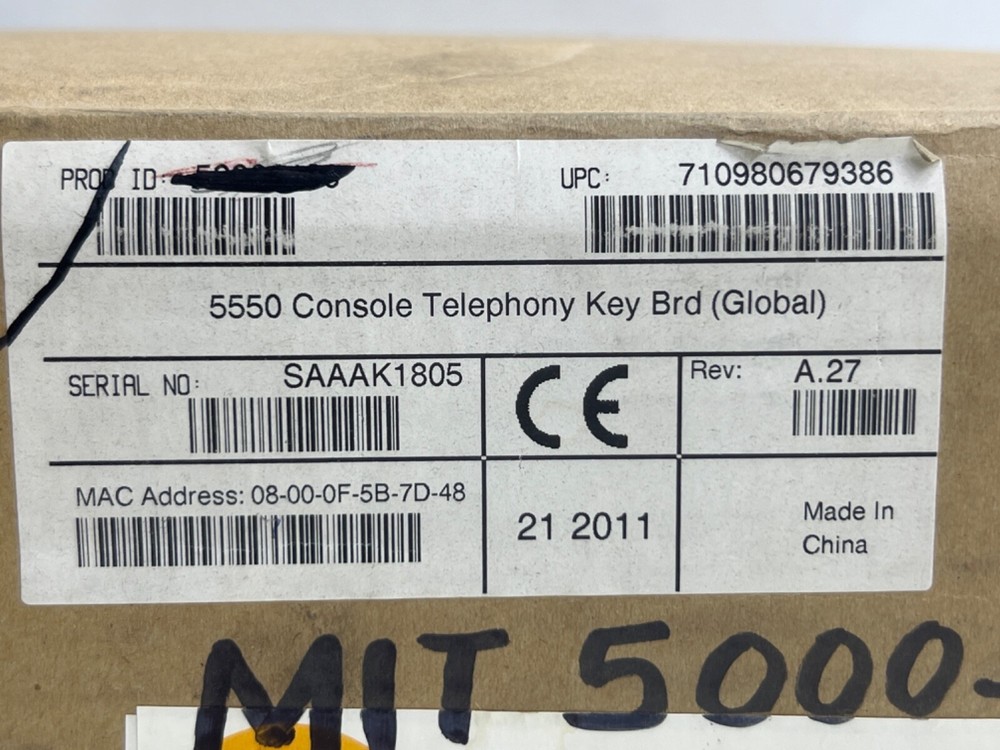 PROD ID:
UPC: 710980679386
5550 Console Telephony Key Brd (Global)
SERIAL NO: SAAAK1805
CE
Rev: A.27
MAC Address: 08-00-0F-5B-7D-48
21 2011
Made In
China
MIT 5000-